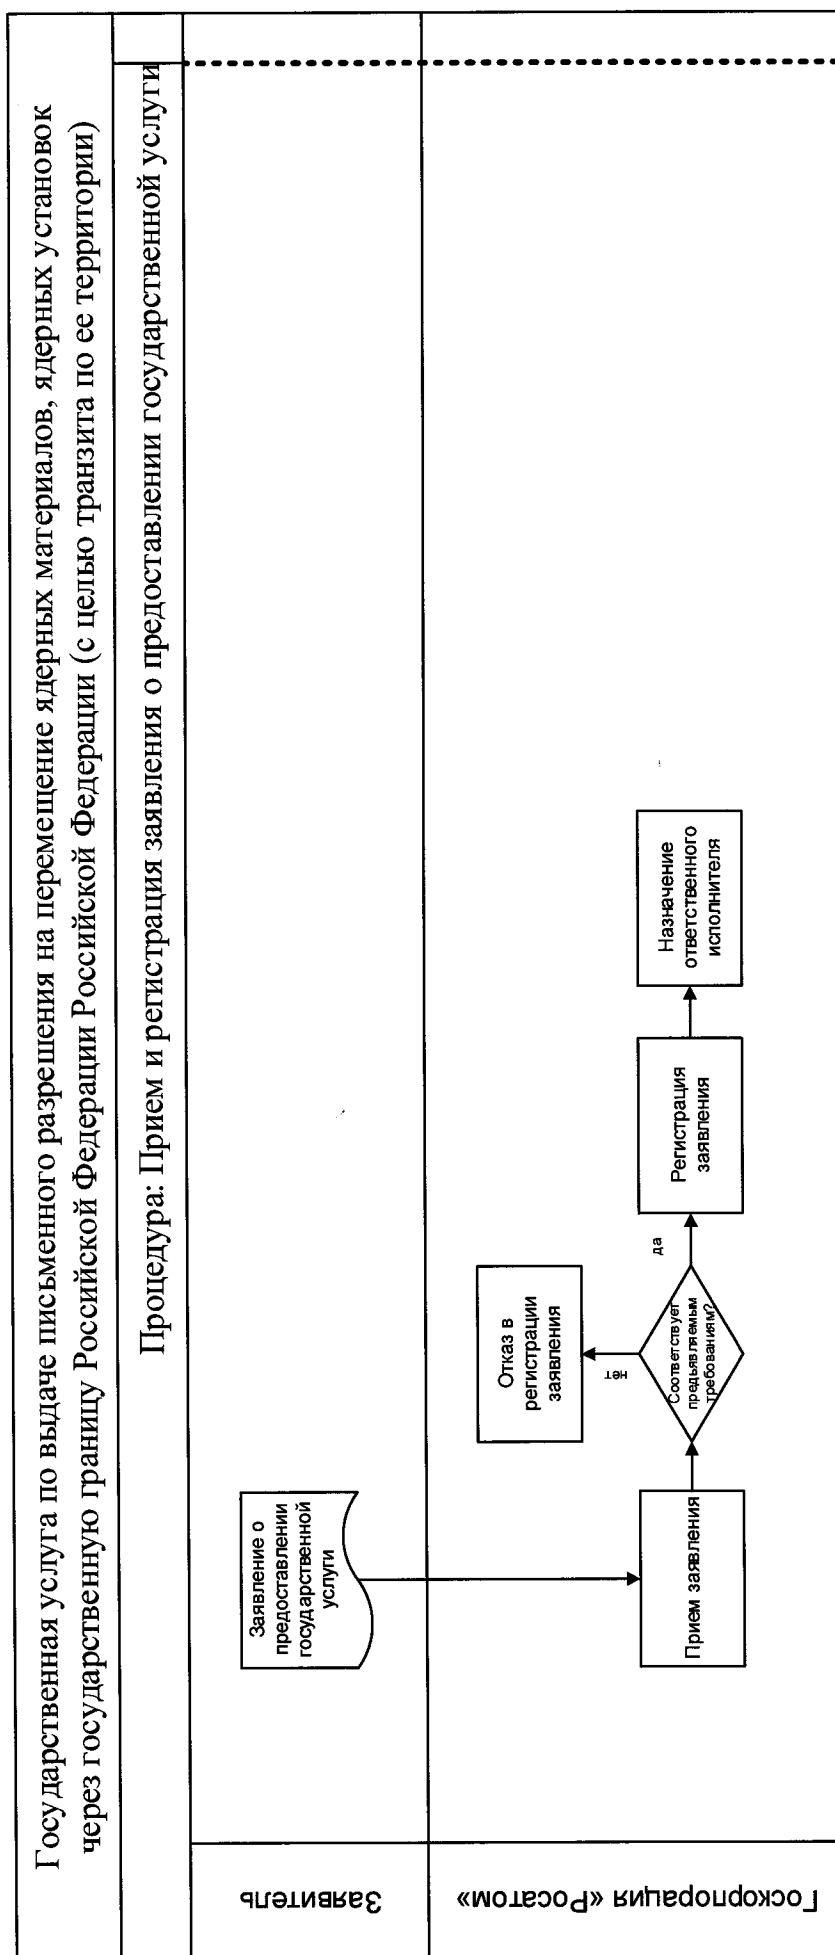 Государственная услуга по выдаче письменного разрешения на перемещение ядерных материалов, ядерных установок
через государственную границу Российской Федерации Российской Федерации (с целью транзита по ее территории)
Процедура: Прием и регистрация заявления о предоставлении государственной услуги
Заявитель
Заявление о
предоставлении
государственной
услуги
Госкорпорация «Росатом»
Прием заявления
Соответствует
предъявляемым
требованиям?
нет
Отказ в
регистрации
заявления
да
Регистрация
заявления
Назначение
ответственного
исполнителя